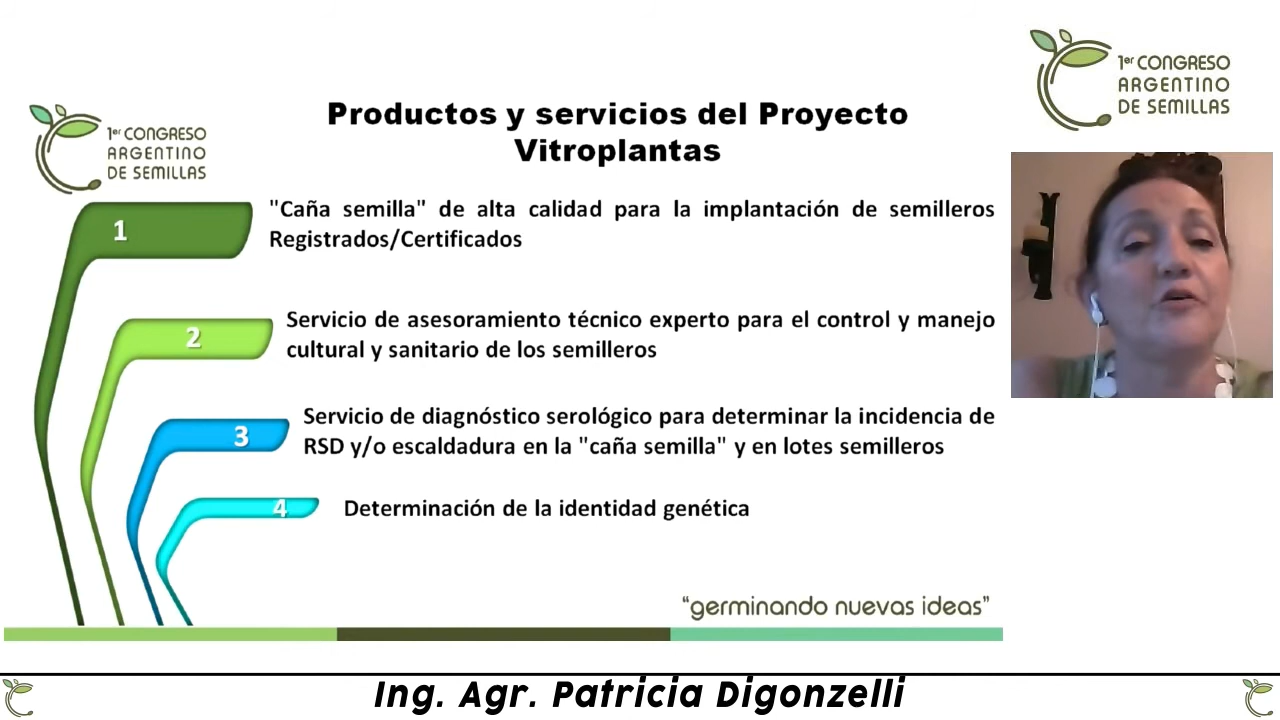 Productos y servicios del Proyecto
Vitroplantas
1er CONGRESO
ARGENTINO
DE SEMILLAS
1er CONGRESO
ARGENTINO
DE SEMILLAS
1
"Caña semilla" de alta calidad para la implantación de semilleros
Registrados/Certificados
2
Servicio de asesoramiento técnico experto para el control y manejo
cultural y sanitario de los semilleros
3
Servicio de diagnóstico serológico para determinar la incidencia de
RSD y/o escaldadura en la "caña semilla" y en lotes semilleros
4
Determinación de la identidad genética
“germinando nuevas ideas”
Ing. Agr. Patricia Digonzelli